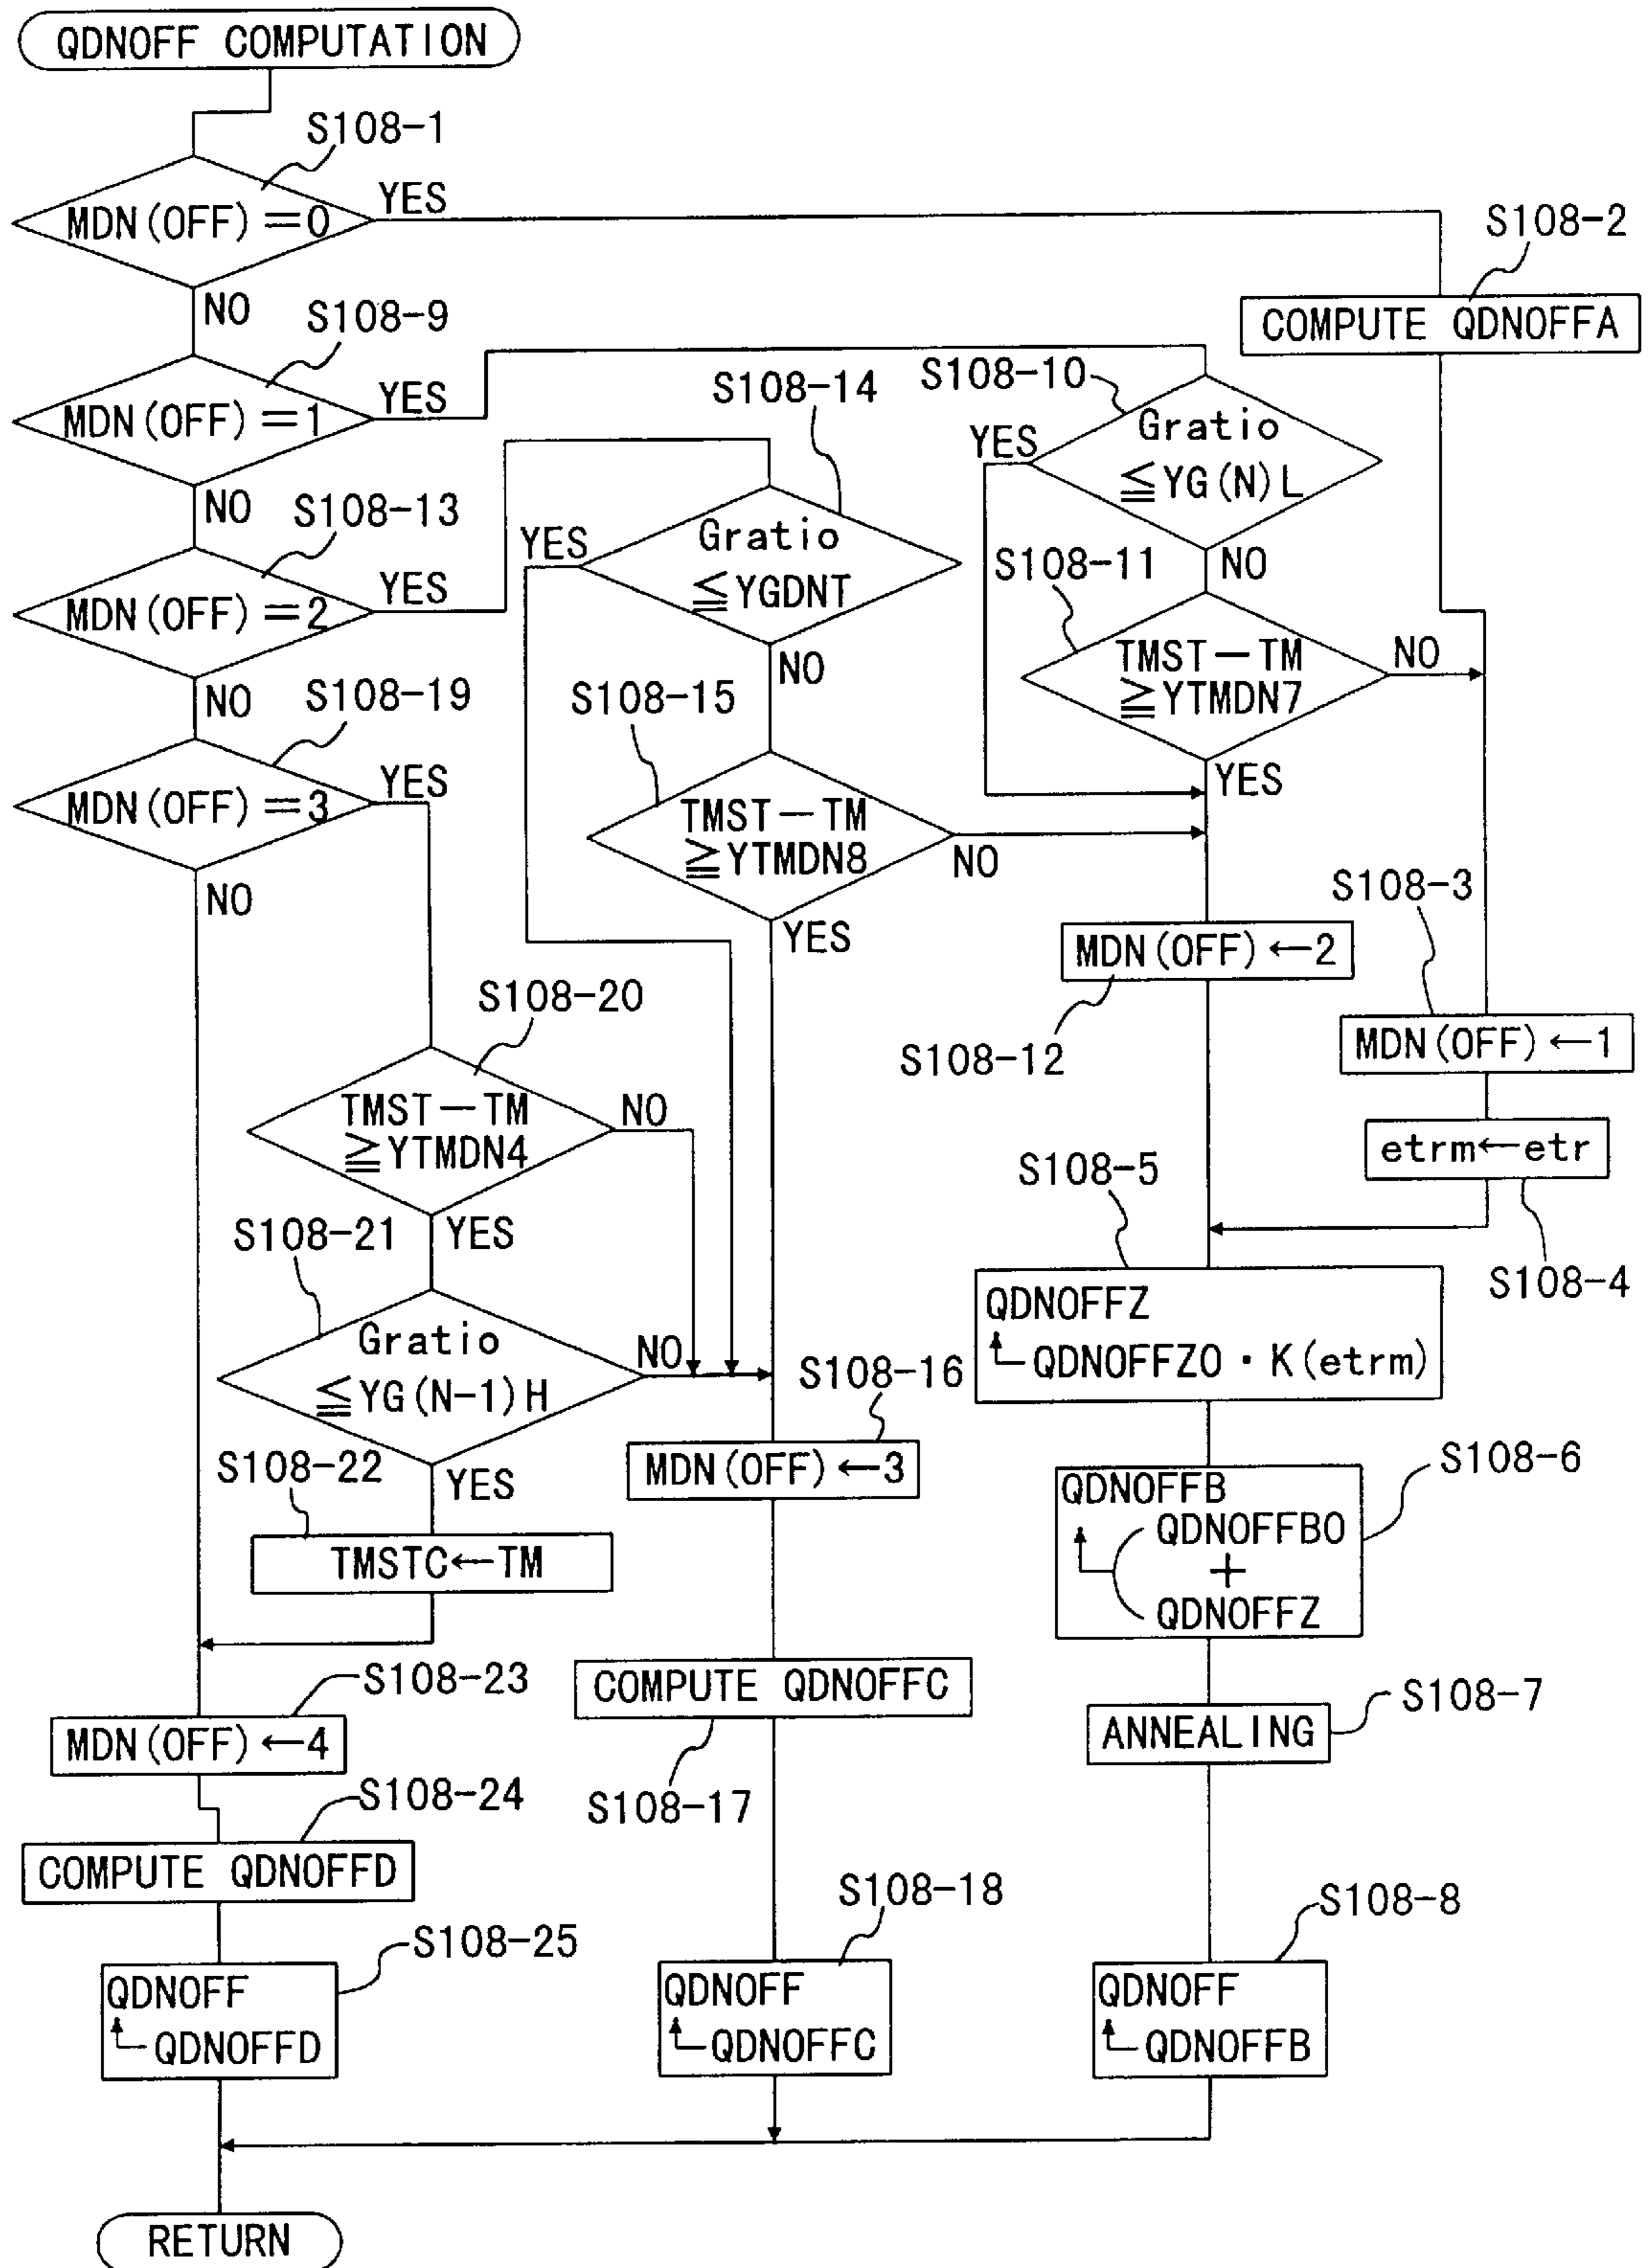 QDNOFF COMPUTATION
S108-1
MDN(OFF)=0
YES
NO
S108-2
COMPUTE QDNOFFA
S108-9
MDN(OFF)=1
YES
NO
S108-10
Gratio
≦YG(N)L
YES
NO
S108-11
TMST-TM
≧YTMDN7
NO
YES
S108-13
MDN(OFF)=2
YES
NO
S108-14
Gratio
≦YGDNT
YES
NO
S108-15
TMST-TM
≧YTMDN8
NO
YES
S108-19
MDN(OFF)=3
YES
NO
S108-12
MDN(OFF)←2
S108-3
MDN(OFF)←1
S108-4
etrm←etr
S108-20
TMST-TM
≧YTMDN4
NO
YES
S108-21
Gratio
≦YG(N-1)H
NO
YES
S108-22
TMSTC←TM
S108-5
QDNOFFZ
QDNOFFZ0・K(etrm)
S108-16
MDN(OFF)←3
S108-6
QDNOFFB
QDNOFFB0
+
QDNOFFZ
S108-17
COMPUTE QDNOFFC
S108-7
ANNEALING
S108-23
MDN(OFF)←4
S108-24
COMPUTE QDNOFFD
S108-25
QDNOFF
QDNOFFD
S108-18
QDNOFF
QDNOFFC
S108-8
QDNOFF
QDNOFFB
RETURN